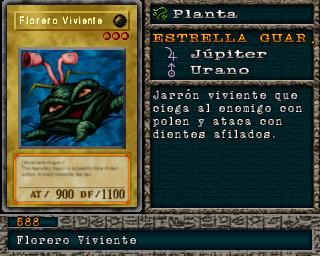 Florero Viviente
AT/ 900 DF/1100
Planta
ESTRELLA GUAR.
Júpiter
Urano
Jarrón viviente que
ciega al enemigo con
polen y ataca con
dientes afilados.
588
Florero Viviente